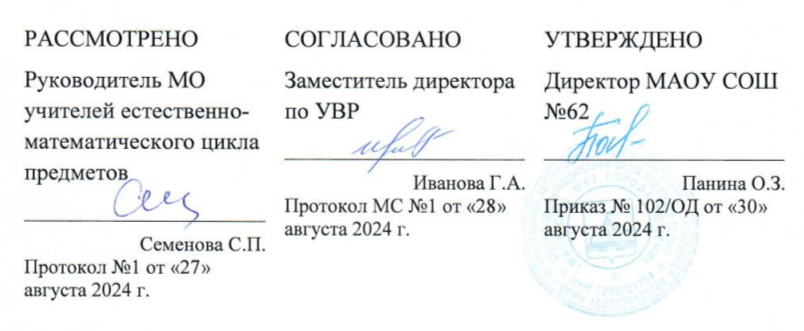 РАССМОТРЕНО
Руководитель МО
учителей естественно-
математического цикла
предметов
Семенова С.П.
Протокол №1 от «27»
августа 2024 г.
СОГЛАСОВАНО
Заместитель директора
по УВР
Иванова Г.А.
Протокол МС №1 от «28»
августа 2024 г.
УТВЕРЖДЕНО
Директор МАОУ СОШ
№62
Панина О.З.
Приказ № 102/ОД от «30»
августа 2024 г.